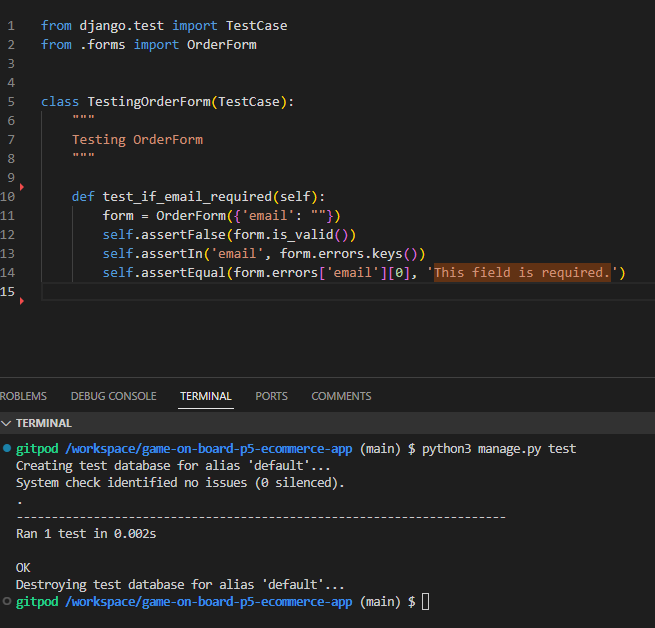 1 from django.test import TestCase
2 from .forms import OrderForm
3
4
5 class TestingOrderForm(TestCase):
6 """
7 Testing OrderForm
8 """
9
10 def test_if_email_required(self):
11 form = OrderForm({'email': ""})
12 self.assertFalse(form.is_valid())
13 self.assertIn('email', form.errors.keys())
14 self.assertEqual(form.errors['email'][0], 'This field is required.')
15
ROBLEMS DEBUG CONSOLE TERMINAL PORTS COMMENTS
TERMINAL
gitpod /workspace/game-on-board-p5-ecommerce-app (main) $ python3 manage.py test
Creating test database for alias 'default'...
System check identified no issues (0 silenced).
.
----------------------------------------------------------------------
Ran 1 test in 0.002s
OK
Destroying test database for alias 'default'...
gitpod /workspace/game-on-board-p5-ecommerce-app (main) $